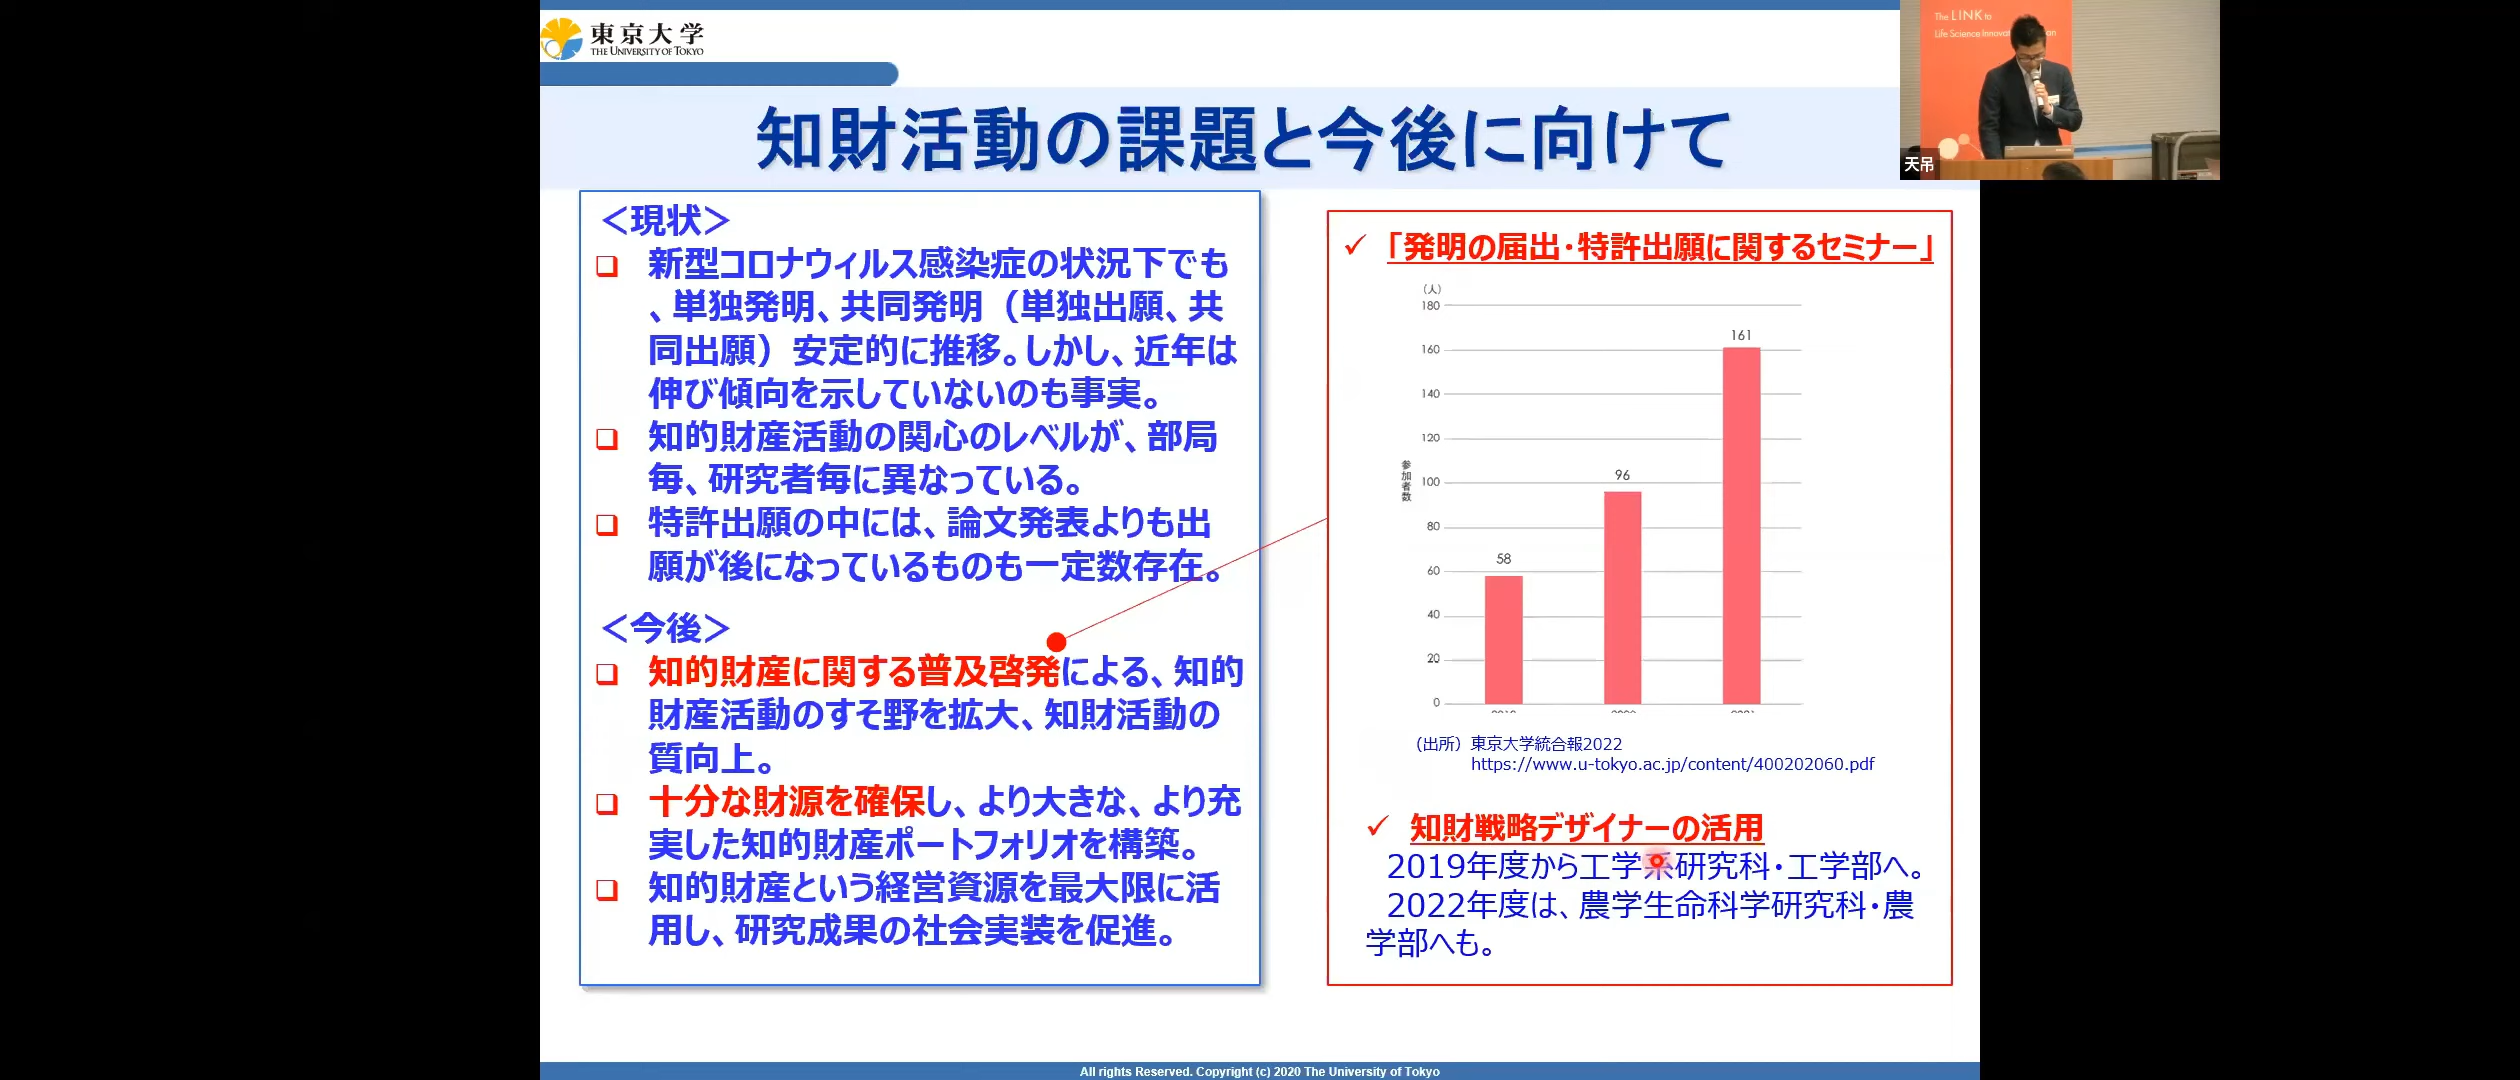 東京大学
THE UNIVERSITY OF TOKYO
知財活動の課題と今後に向けて
＜現状＞
❑ 新型コロナウィルス感染症の状況下でも
、単独発明、共同発明（単独出願、共
同出願）安定的に推移。しかし、近年は
伸び傾向を示していないのも事実。
❑ 知的財産活動の関心のレベルが、部局
毎、研究者毎に異なっている。
❑ 特許出願の中には、論文発表よりも出
願が後になっているものも一定数存在。
＜今後＞
❑ 知的財産に関する普及啓発による、知的
財産活動のすそ野を拡大、知財活動の
質向上。
❑ 十分な財源を確保し、より大きな、より充
実した知的財産ポートフォリオを構築。
❑ 知的財産という経営資源を最大限に活
用し、研究成果の社会実装を促進。
✓ 「発明の届出・特許出願に関するセミナー」
（人）
180
160
140
120
100
80
60
40
20
0
参加者数
58
96
161
（出所）東京大学統合報2022
https://www.u-tokyo.ac.jp/content/400202060.pdf
✓ 知財戦略デザイナーの活用
2019年度から工学系研究科・工学部へ。
2022年度は、農学生命科学研究科・農
学部へも。
The LINK to
Life Science Innova
an
天吊
All rights Reserved. Copyright (c) 2020 The University of Tokyo